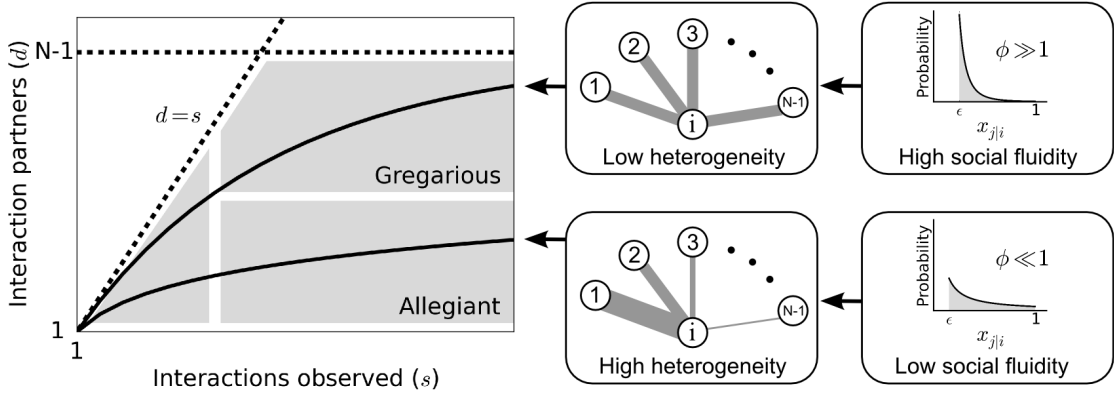 Interaction partners (d)
N-1
1
d=s
Gregarious
Allegiant
1
Interactions observed (s)
1
2
3
N-1
i
Low heterogeneity
Probability
ϕ≫1
ϵ
1
x_{j|i}
High social fluidity
1
2
3
N-1
i
High heterogeneity
Probability
ϕ≪1
ϵ
1
x_{j|i}
Low social fluidity